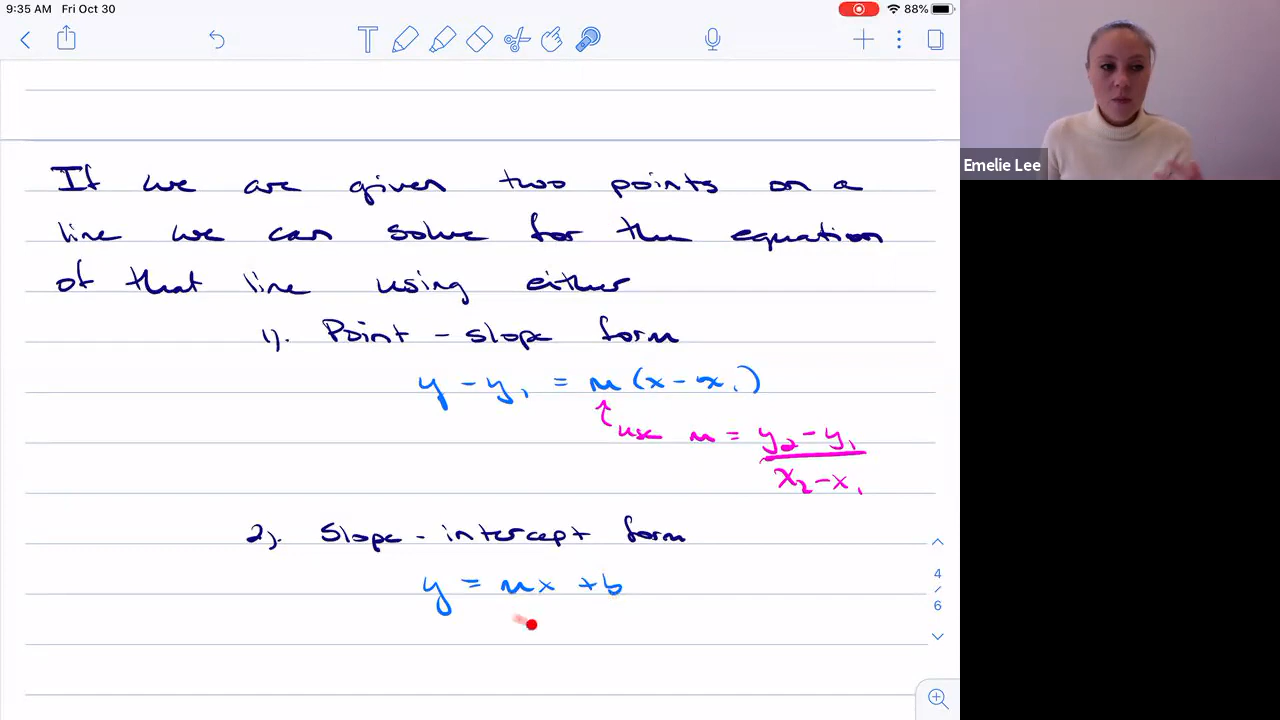 9:35 AM Fri Oct 30
88%
T
Emelie Lee
If we are given two points on a
line we can solve for the equation
of that line using either
1). Point - slope form
y - y₁ = m(x - x₁)
use m = y₂ - y₁
x₂ - x₁
2). Slope - intercept form
y = mx + b
4
/
6